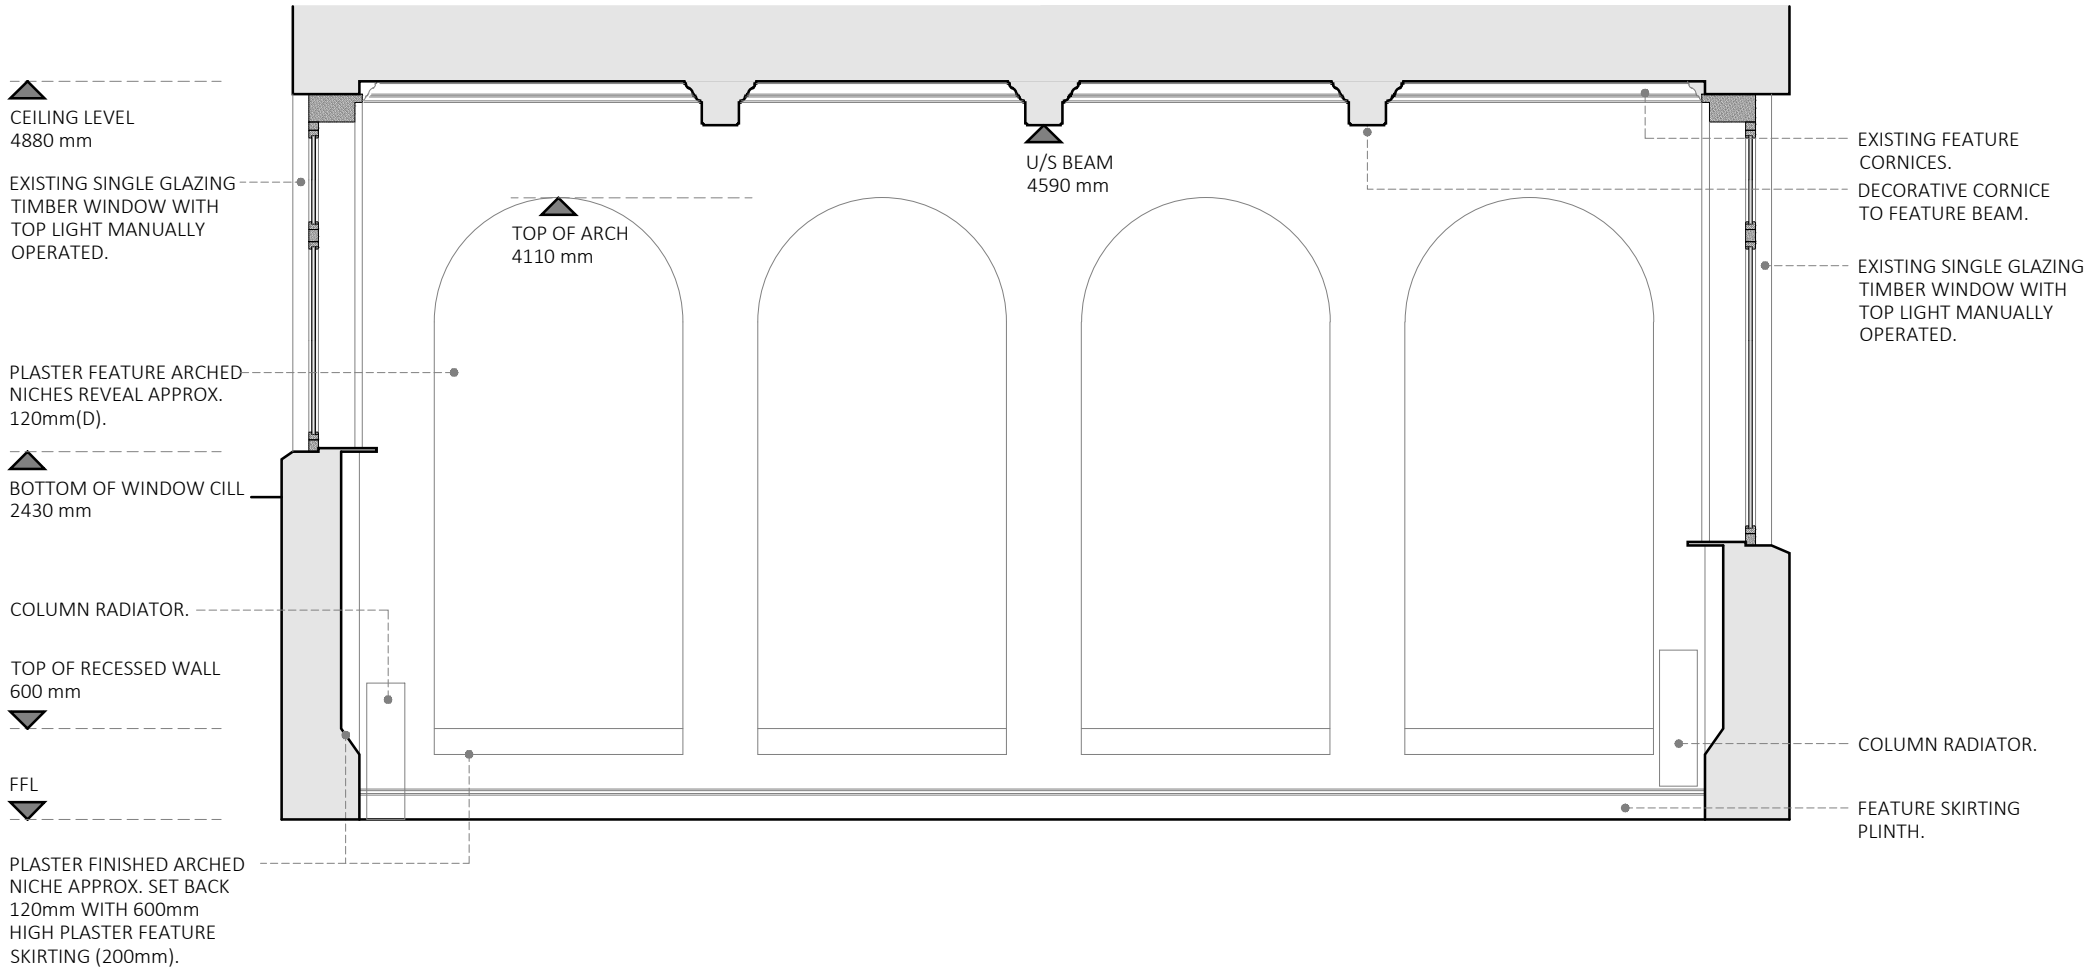 CEILING LEVEL
4880 mm
EXISTING SINGLE GLAZING
TIMBER WINDOW WITH
TOP LIGHT MANUALLY
OPERATED.
PLASTER FEATURE ARCHED
NICHES REVEAL APPROX.
120mm(D).
BOTTOM OF WINDOW CILL
2430 mm
COLUMN RADIATOR.
TOP OF RECESSED WALL
600 mm
FFL
PLASTER FINISHED ARCHED
NICHE APPROX. SET BACK
120mm WITH 600mm
HIGH PLASTER FEATURE
SKIRTING (200mm).
TOP OF ARCH
4110 mm
U/S BEAM
4590 mm
EXISTING FEATURE
CORNICES.
DECORATIVE CORNICE
TO FEATURE BEAM.
EXISTING SINGLE GLAZING
TIMBER WINDOW WITH
TOP LIGHT MANUALLY
OPERATED.
COLUMN RADIATOR.
FEATURE SKIRTING
PLINTH.